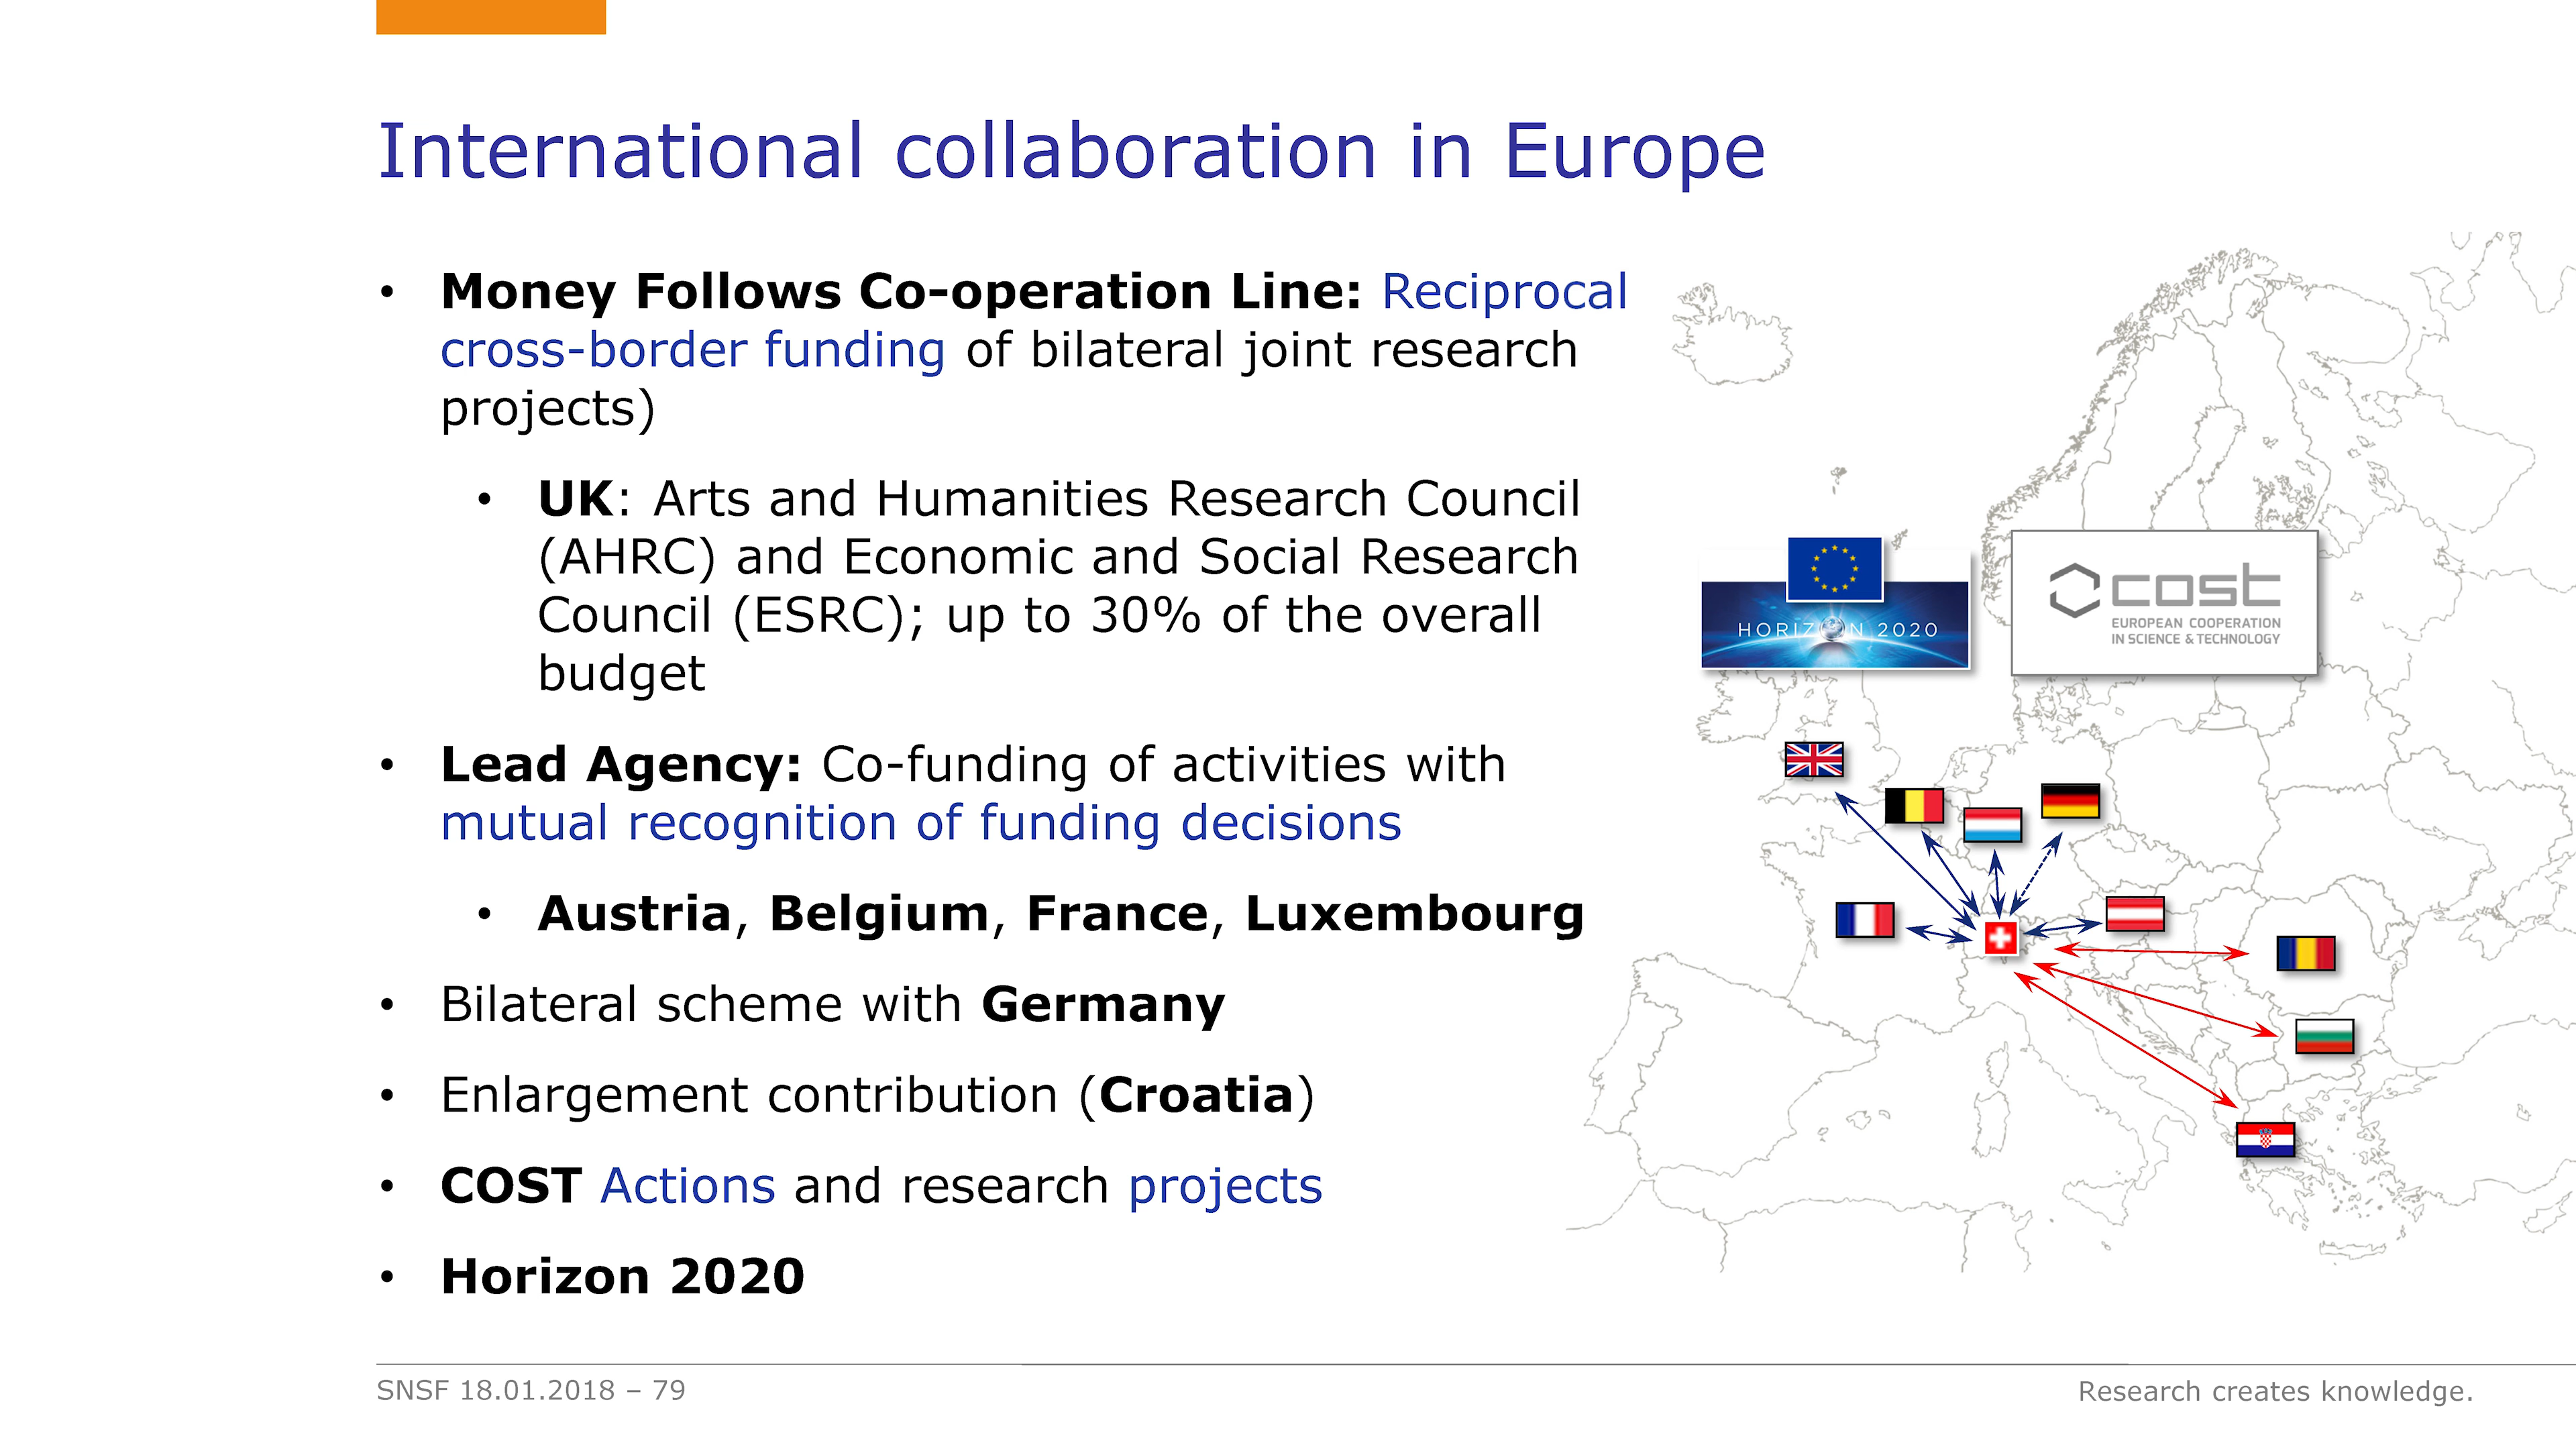 International collaboration in Europe
• Money Follows Co-operation Line: Reciprocal
cross-border funding of bilateral joint research
projects)
• UK: Arts and Humanities Research Council
(AHRC) and Economic and Social Research
Council (ESRC); up to 30% of the overall
budget
• Lead Agency: Co-funding of activities with
mutual recognition of funding decisions
• Austria, Belgium, France, Luxembourg
• Bilateral scheme with Germany
• Enlargement contribution (Croatia)
• COST Actions and research projects
• Horizon 2020
HORIZON 2020
cost
EUROPEAN COOPERATION
IN SCIENCE & TECHNOLOGY
SNSF 18.01.2018 – 79
Research creates knowledge.